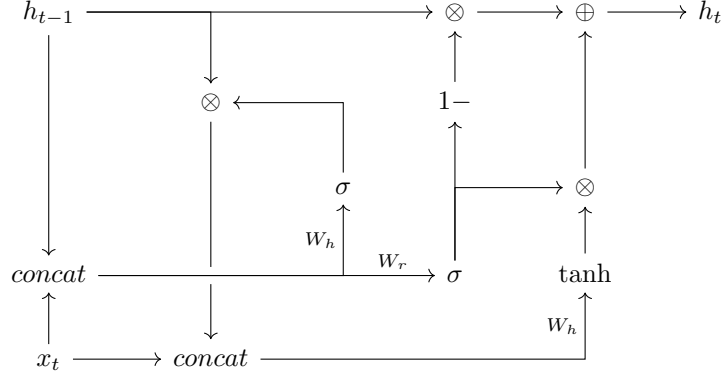 h_{t−1} ⊗ ⊕ h_t
⊗ 1−
σ ⊗
W_h
W_r
concat σ tanh
W_h
x_t concat